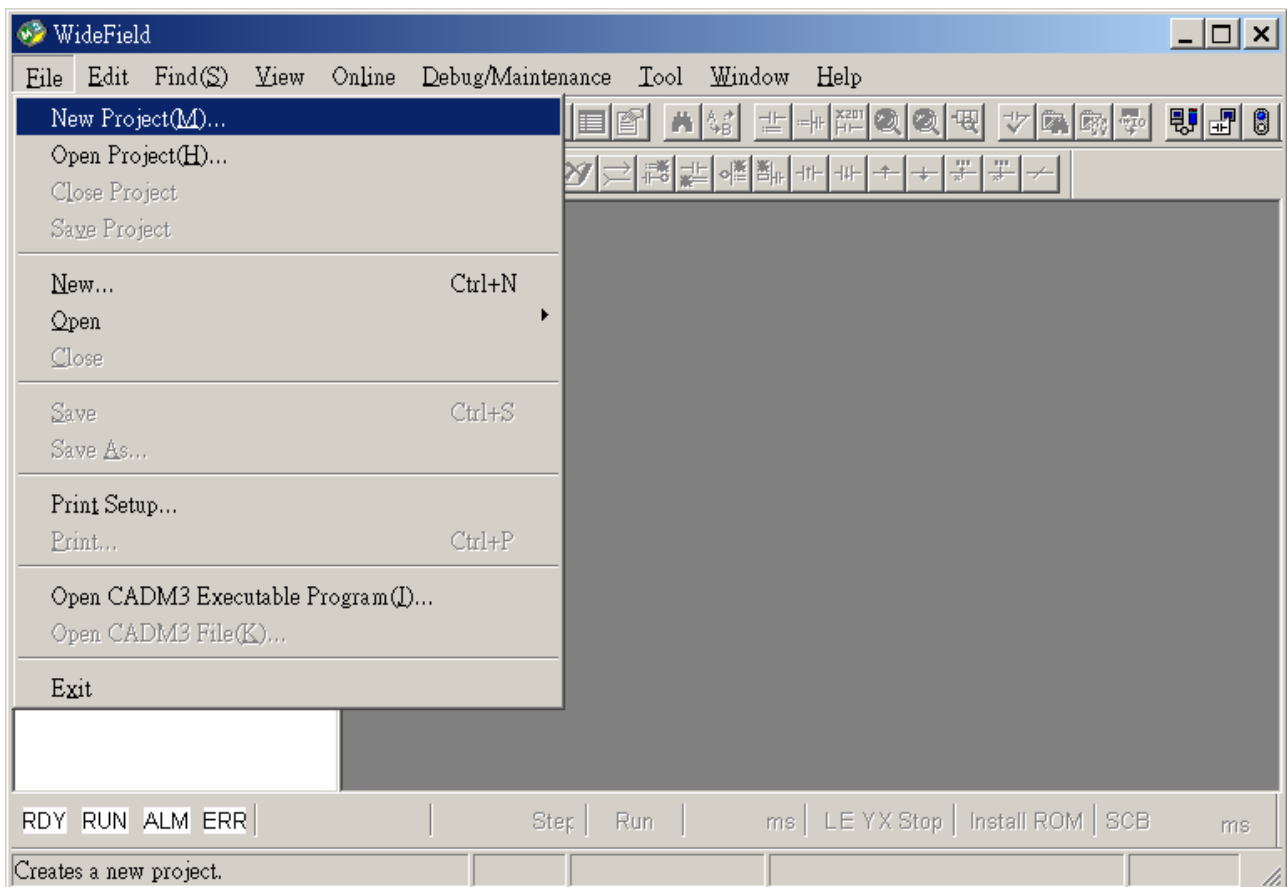 WideField
File Edit Find(S) View Online Debug/Maintenance Tool Window Help
New Project(M)...
Open Project(H)...
Close Project
Save Project
New... Ctrl+N
Open
Close
Save Ctrl+S
Save As...
Print Setup...
Print... Ctrl+P
Open CADM3 Executable Program(J)...
Open CADM3 File(K)...
Exit
RDY RUN ALM ERR Step Run ms LE YX Stop Install ROM SCB ms
Creates a new project.